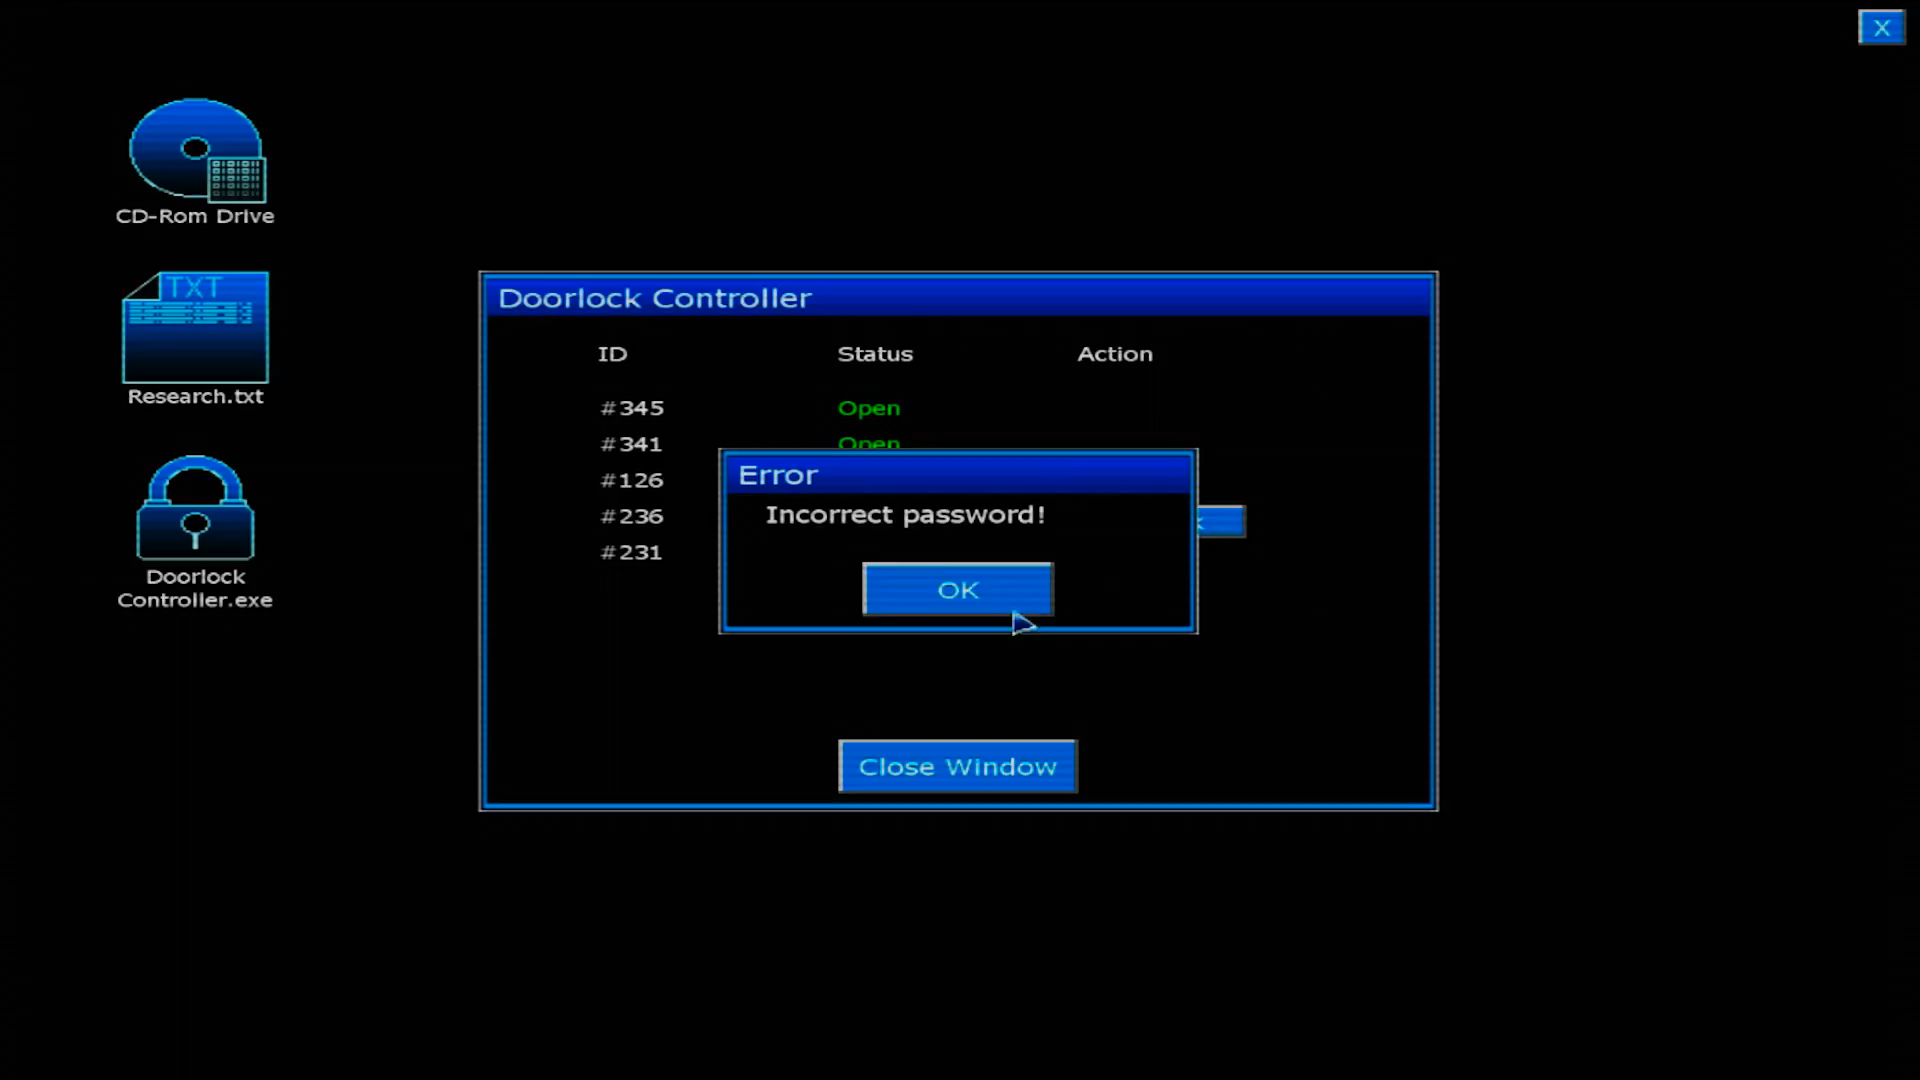 X
CD-Rom Drive
TXT
Research.txt
Doorlock
Controller.exe
Doorlock Controller
ID Status Action
#345 Open
#341 Open
#126
#236
#231
Error
Incorrect password!
OK
Close Window